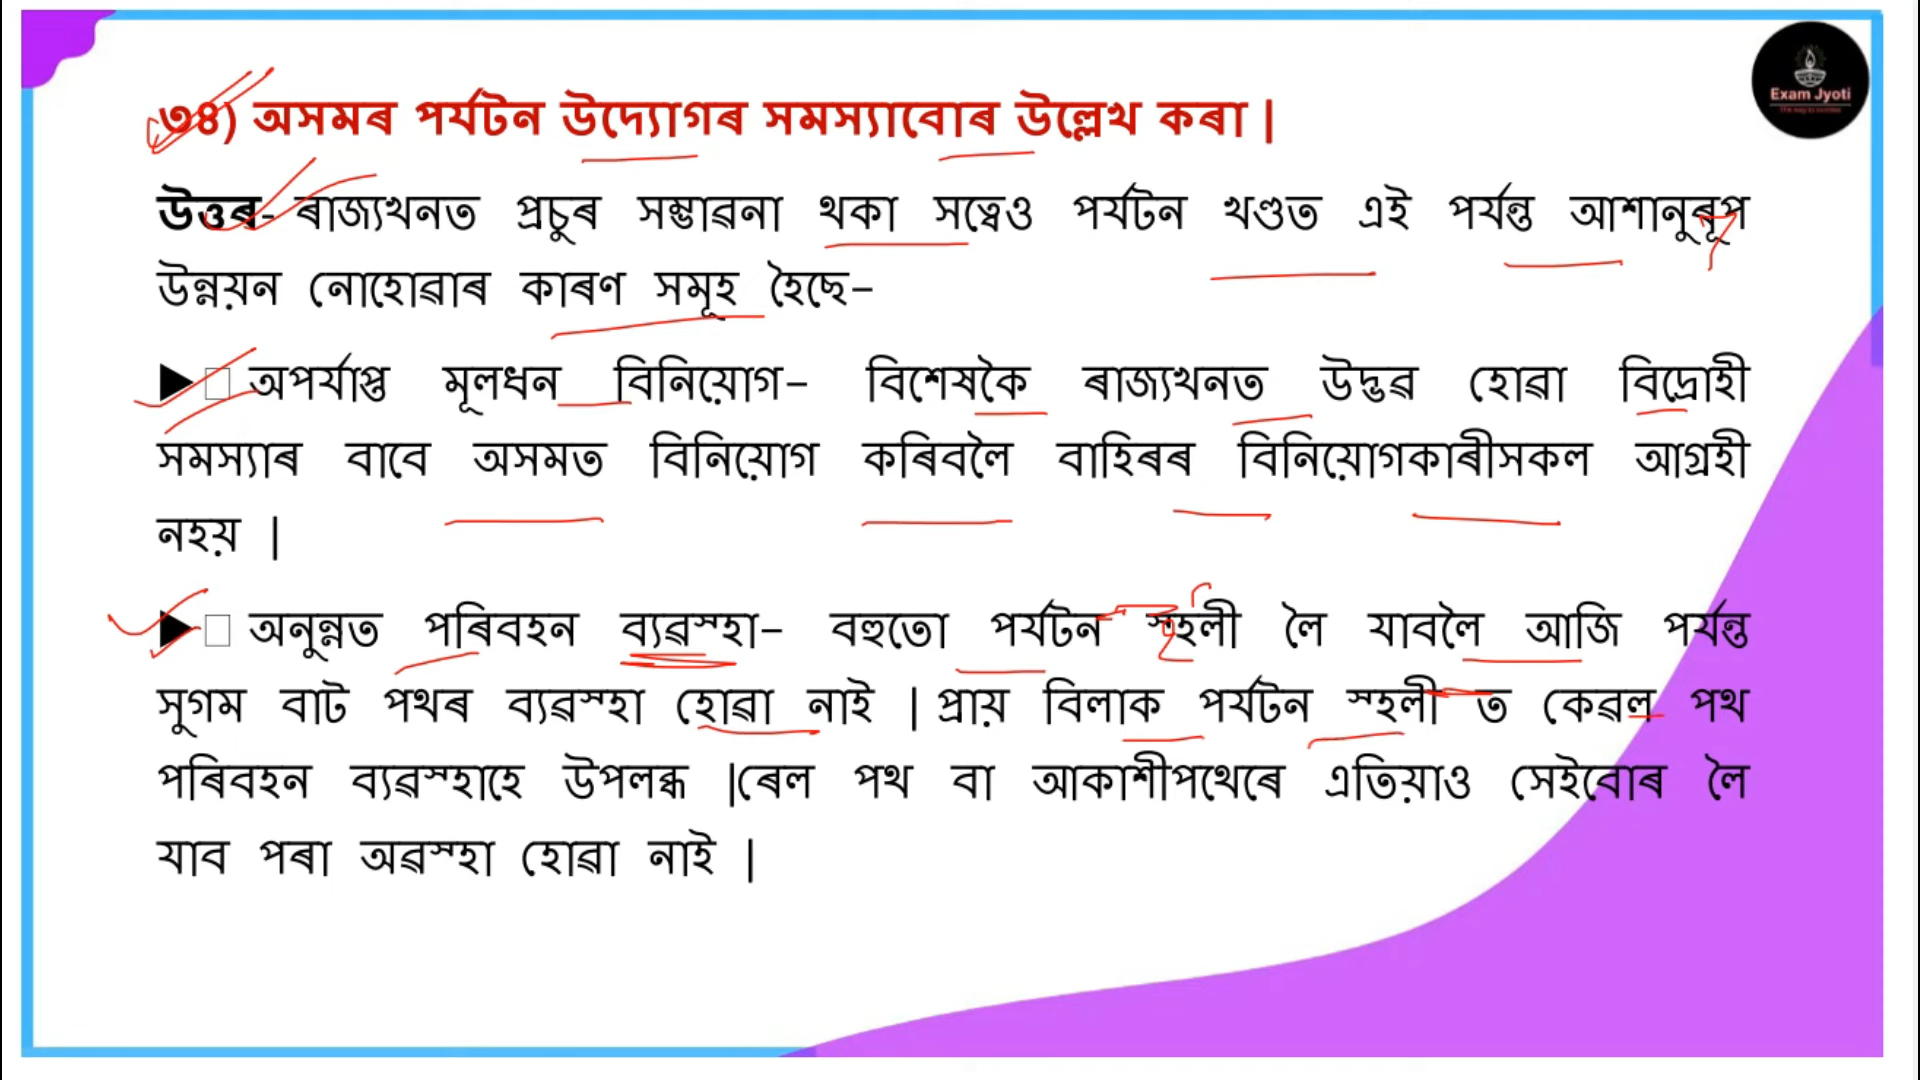 Exam Jyoti
৩৪) অসমৰ পৰ্যটন উদ্যোগৰ সমস্যাবোৰ উল্লেখ কৰা |
উত্তৰ- ৰাজ্যখনত প্ৰচুৰ সম্ভাৱনা থকা সত্বেও পৰ্যটন খণ্ডত এই পৰ্যন্ত আশানুৰূপ
উন্নয়ন নোহোৱাৰ কাৰণ সমূহ হৈছে–
▶ অপৰ্যাপ্ত মূলধন বিনিয়োগ– বিশেষকৈ ৰাজ্যখনত উদ্ভৱ হোৱা বিদ্ৰোহী
সমস্যাৰ বাবে অসমত বিনিয়োগ কৰিবলৈ বাহিৰৰ বিনিয়োগকাৰীসকল আগ্ৰহী
নহয় |
▶ অনুন্নত পৰিবহন ব্যৱস্হা– বহুতো পৰ্যটন স্হলী লৈ যাবলৈ আজি পৰ্যন্ত
সুগম বাট পথৰ ব্যৱস্হা হোৱা নাই | প্ৰায় বিলাক পৰ্যটন স্হলী ত কেৱল পথ
পৰিবহন ব্যৱস্হাহে উপলব্ধ |ৰেল পথ বা আকাশীপথেৰে এতিয়াও সেইবোৰ লৈ
যাব পৰা অৱস্হা হোৱা নাই |